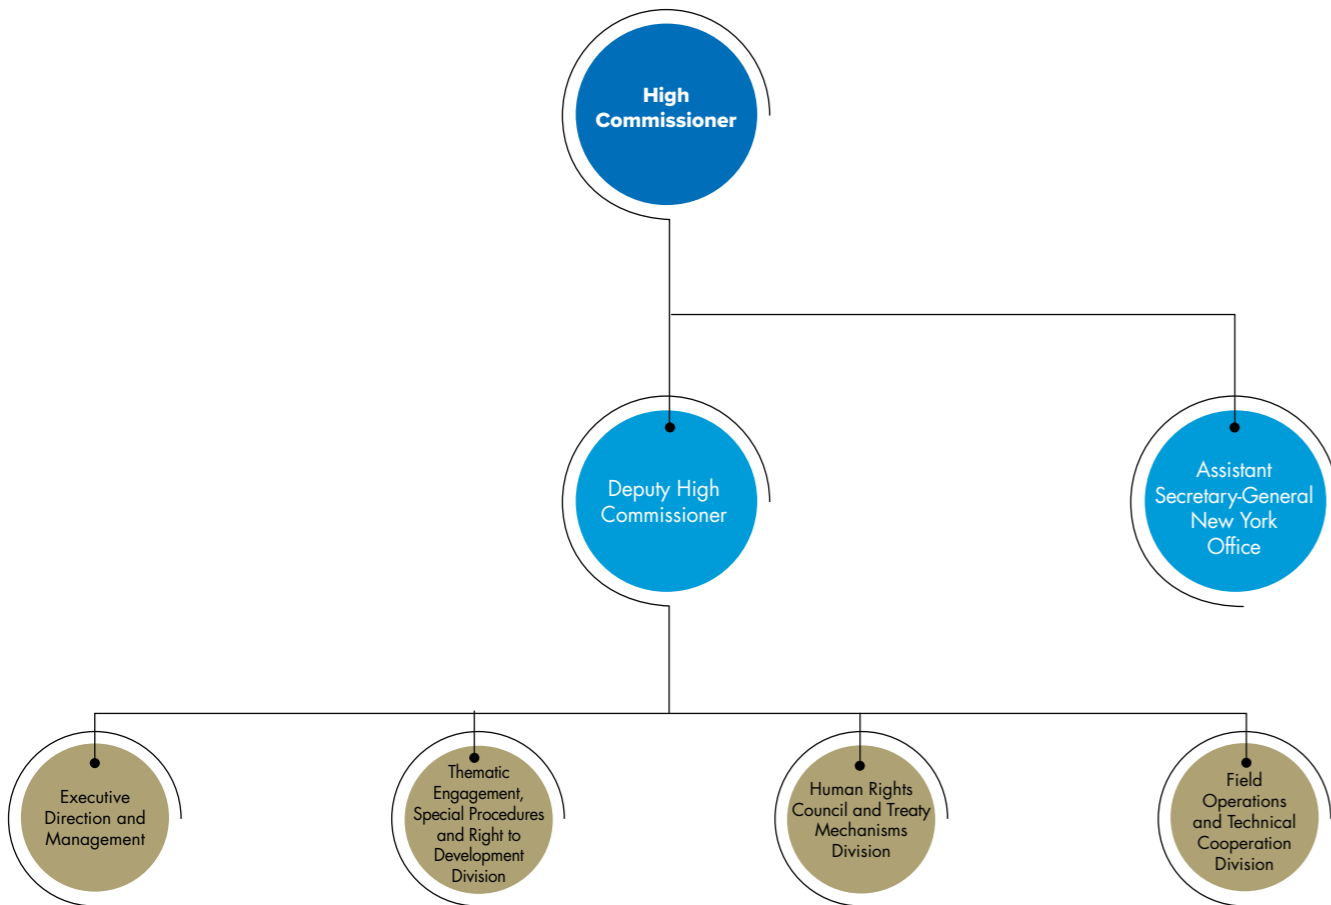 High
Commissioner
Deputy High
Commissioner
Assistant
Secretary-General
New York
Office
Executive
Direction and
Management
Thematic
Engagement,
Special Procedures
and Right to
Development
Division
Human Rights
Council and Treaty
Mechanisms
Division
Field
Operations
and Technical
Cooperation
Division